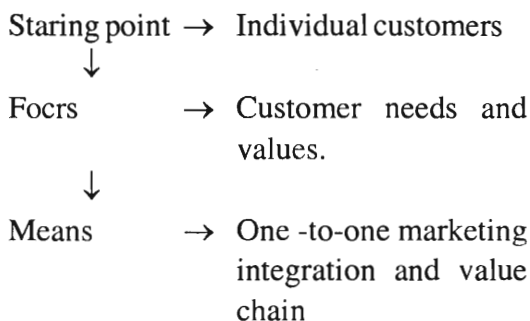 Staring point → Individual customers
↓
Focrs → Customer needs and
values.
↓
Means → One -to-one marketing
integration and value
chain